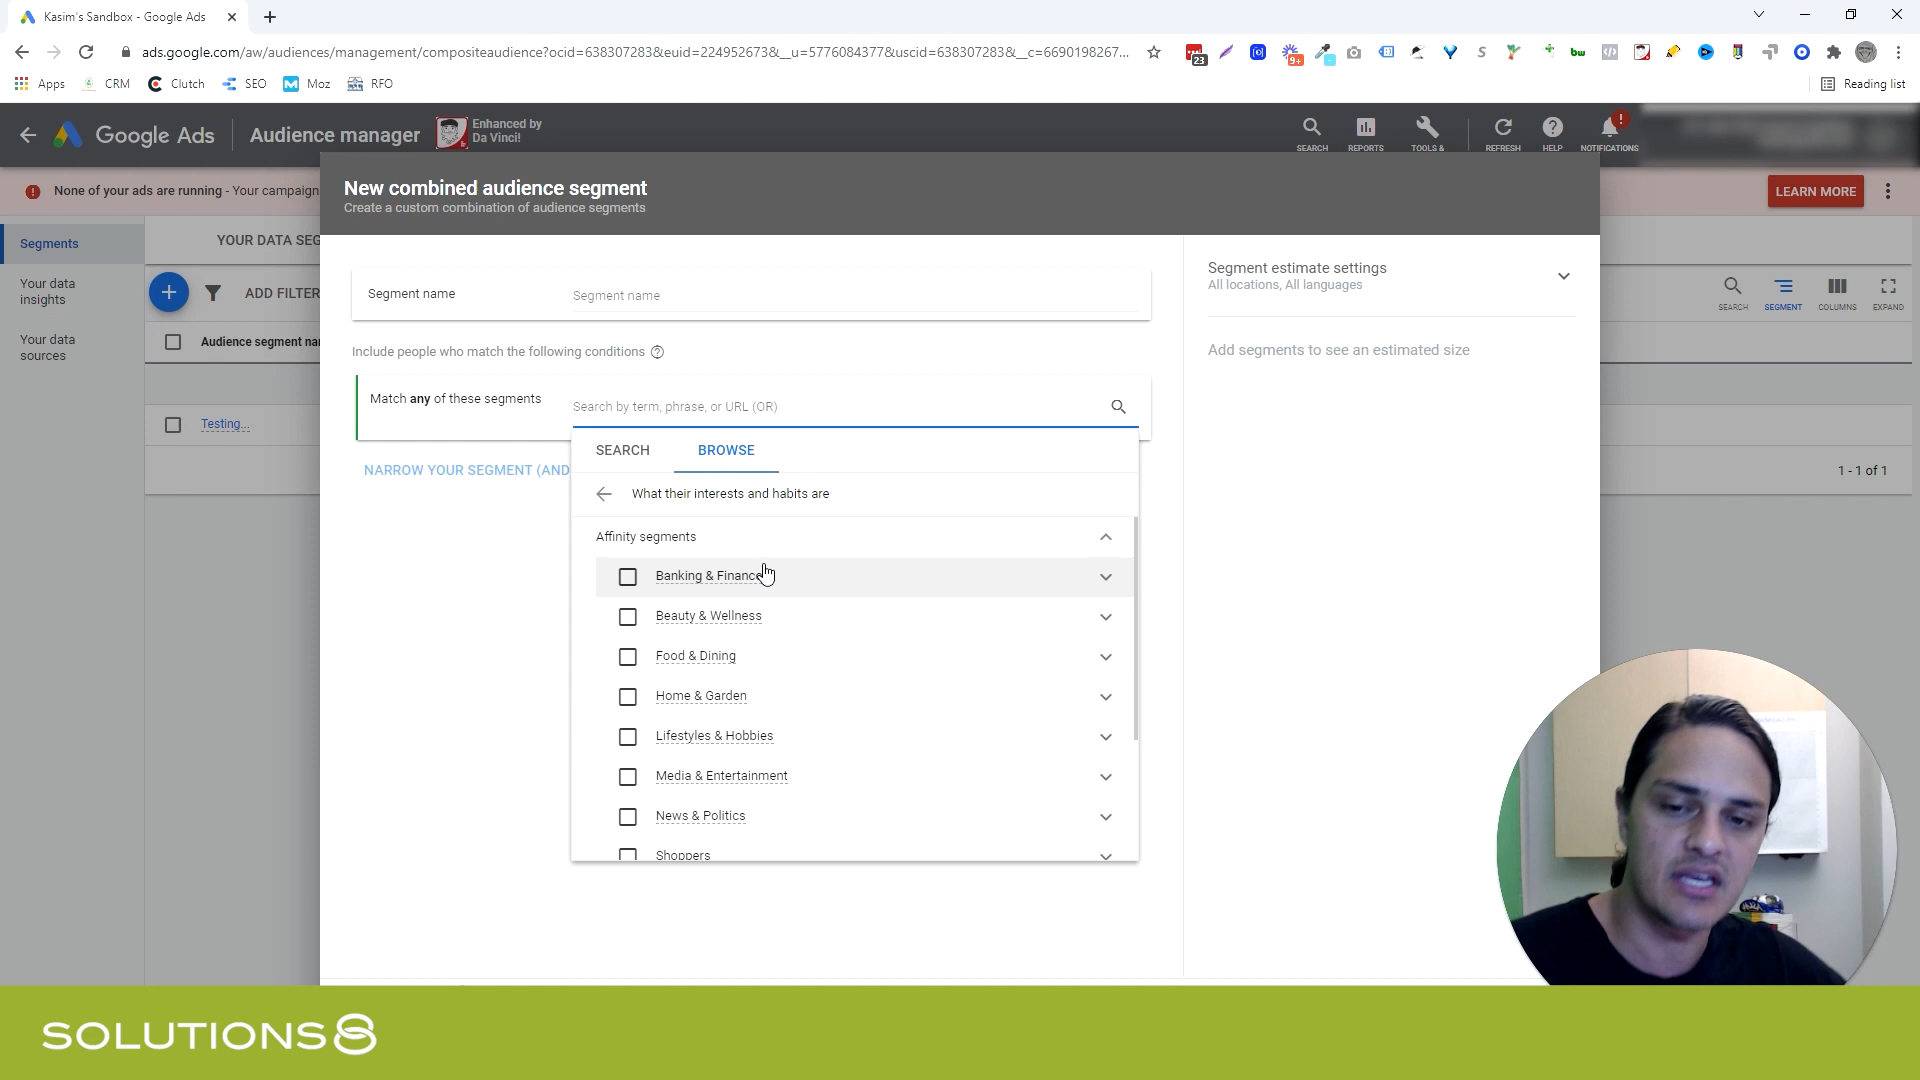 Kasim's Sandbox - Google Ads
ads.google.com/aw/audiences/management/compositeaudience?ocid=638307283&euid=224952673&__u=5776084377&uscid=638307283&__c=6690198267...
23
9+
S
bw
Apps
CRM
Clutch
SEO
Moz
RFO
Reading list
Google Ads
Audience manager
Enhanced by
Da Vinci!
SEARCH
REPORTS
TOOLS &
REFRESH
HELP
NOTIFICATIONS
None of your ads are running - Your campaign
LEARN MORE
New combined audience segment
Create a custom combination of audience segments
Segments
Your data
insights
Your data
sources
YOUR DATA SEG
ADD FILTER
SEARCH
SEGMENT
COLUMNS
EXPAND
Audience segment na
Testing...
1 - 1 of 1
Segment name
Segment name
Include people who match the following conditions
Match any of these segments
Search by term, phrase, or URL (OR)
NARROW YOUR SEGMENT (AND
SEARCH
BROWSE
What their interests and habits are
Affinity segments
Banking & Finance
Beauty & Wellness
Food & Dining
Home & Garden
Lifestyles & Hobbies
Media & Entertainment
News & Politics
Shoppers
Segment estimate settings
All locations, All languages
Add segments to see an estimated size
SOLUTIONS8